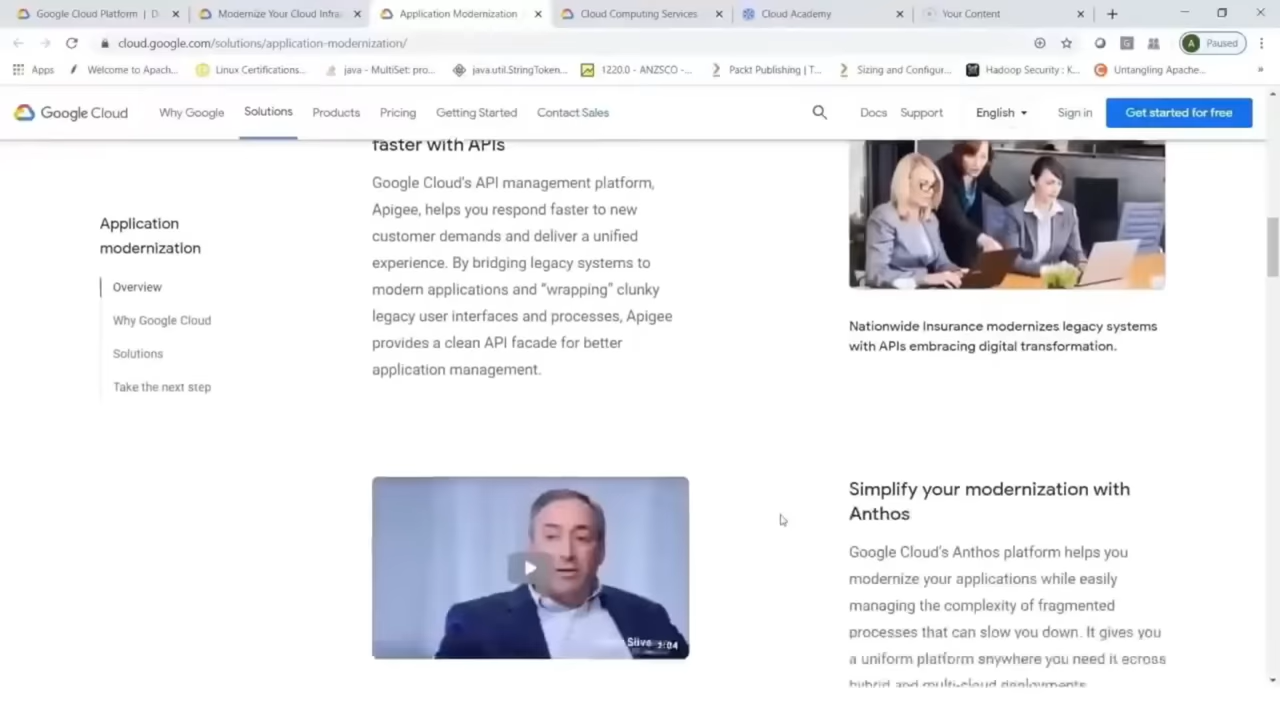 Google Cloud Platform | D
Modernize Your Cloud Infra
Application Modernization
Cloud Computing Services
Cloud Academy
Your Content
cloud.google.com/solutions/application-modernization/
A Paused
Apps
Welcome to Apach...
Linux Certifications...
java - MultiSet: pro...
java.util.StringToken...
1220.0 - ANZSCO -...
Packt Publishing | T...
Sizing and Configur...
Hadoop Security : K...
Untangling Apache...
»
Google Cloud
Why Google
Solutions
Products
Pricing
Getting Started
Contact Sales
Docs
Support
English
Sign in
Get started for free
Application
modernization
Overview
Why Google Cloud
Solutions
Take the next step
faster with APIs
Google Cloud's API management platform,
Apigee, helps you respond faster to new
customer demands and deliver a unified
experience. By bridging legacy systems to
modern applications and "wrapping" clunky
legacy user interfaces and processes, Apigee
provides a clean API facade for better
application management.
Nationwide Insurance modernizes legacy systems
with APIs embracing digital transformation.
2:04
Simplify your modernization with
Anthos
Google Cloud's Anthos platform helps you
modernize your applications while easily
managing the complexity of fragmented
processes that can slow you down. It gives you
a uniform platform anywhere you need it across
hybrid and multi-cloud deployments.